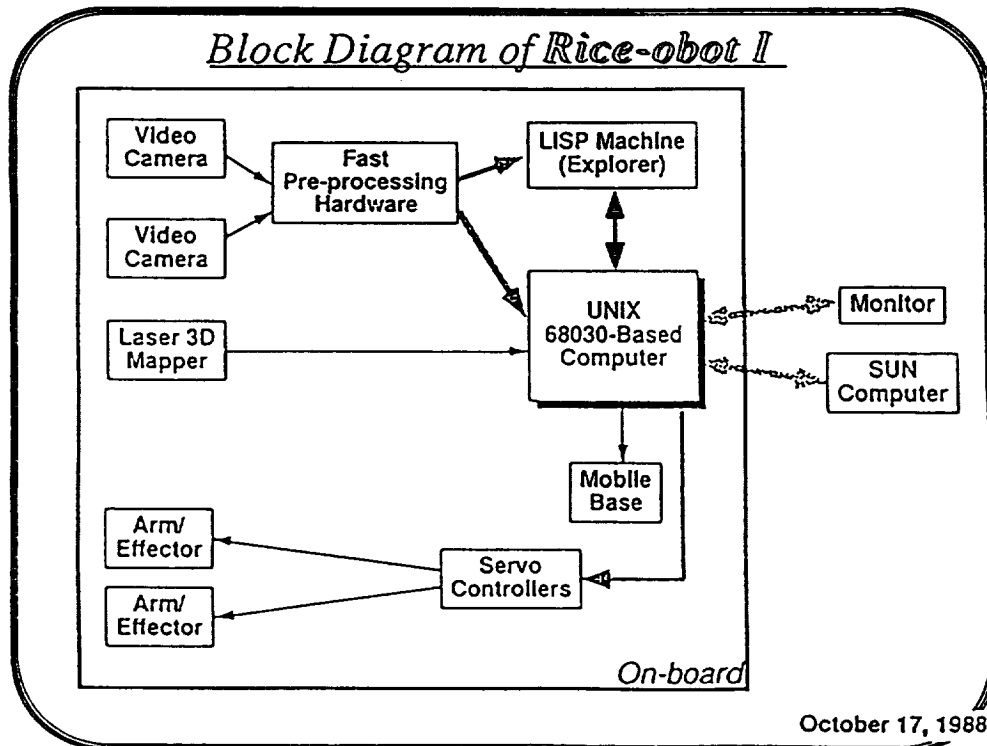 Block Diagram of Rice-obot I
Video
Camera
Fast
Pre-processing
Hardware
LISP Machine
(Explorer)
Video
Camera
Laser 3D
Mapper
UNIX
68030-Based
Computer
Monitor
SUN
Computer
Mobile
Base
Arm/
Effector
Servo
Controllers
Arm/
Effector
On-board
October 17, 1988